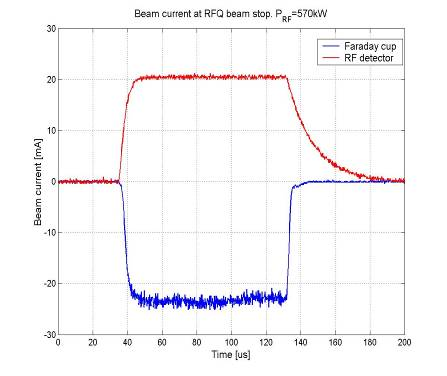 Beam current at RFQ beam stop. P_RF=570kW
Faraday cup
RF detector
Beam current [mA]
30
20
10
0
-10
-20
-30
0 20 40 60 80 100 120 140 160 180 200
Time [us]